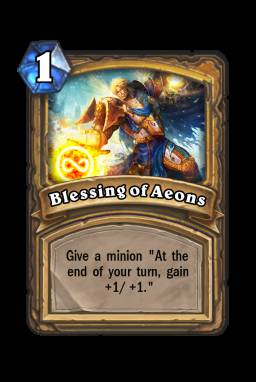 1
Blessing of Aeons
Give a minion "At the
end of your turn, gain
+1/ +1."